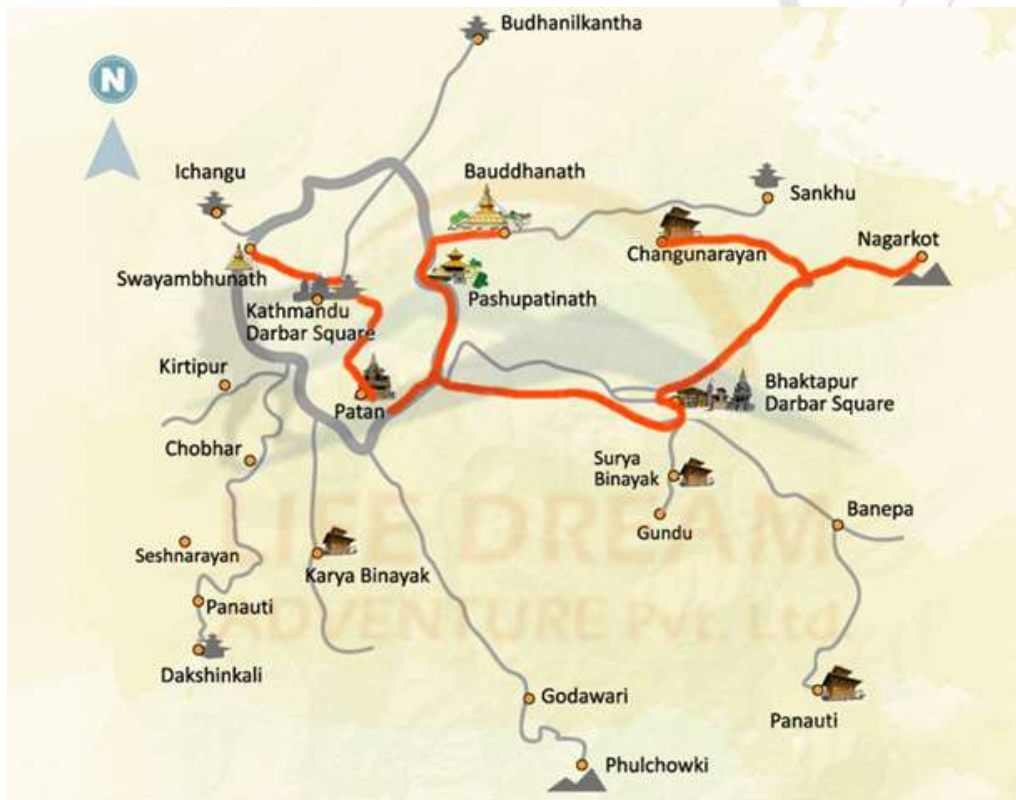 Budhanilkantha
N
Ichangu
Bauddhanath
Sankhu
Nagarkot
Changunarayan
Swayambhunath
Pashupatinath
Kathmandu
Darbar Square
Kirtipur
Bhaktapur
Darbar Square
Patan
Chobhar
Surya
Binayak
Banepa
Gundu
LIFE DREAM
Seshnarayan
Karya Binayak
Panauti
ADVENTURE Pvt. Ltd
Dakshinkali
Godawari
Panauti
Phulchowki